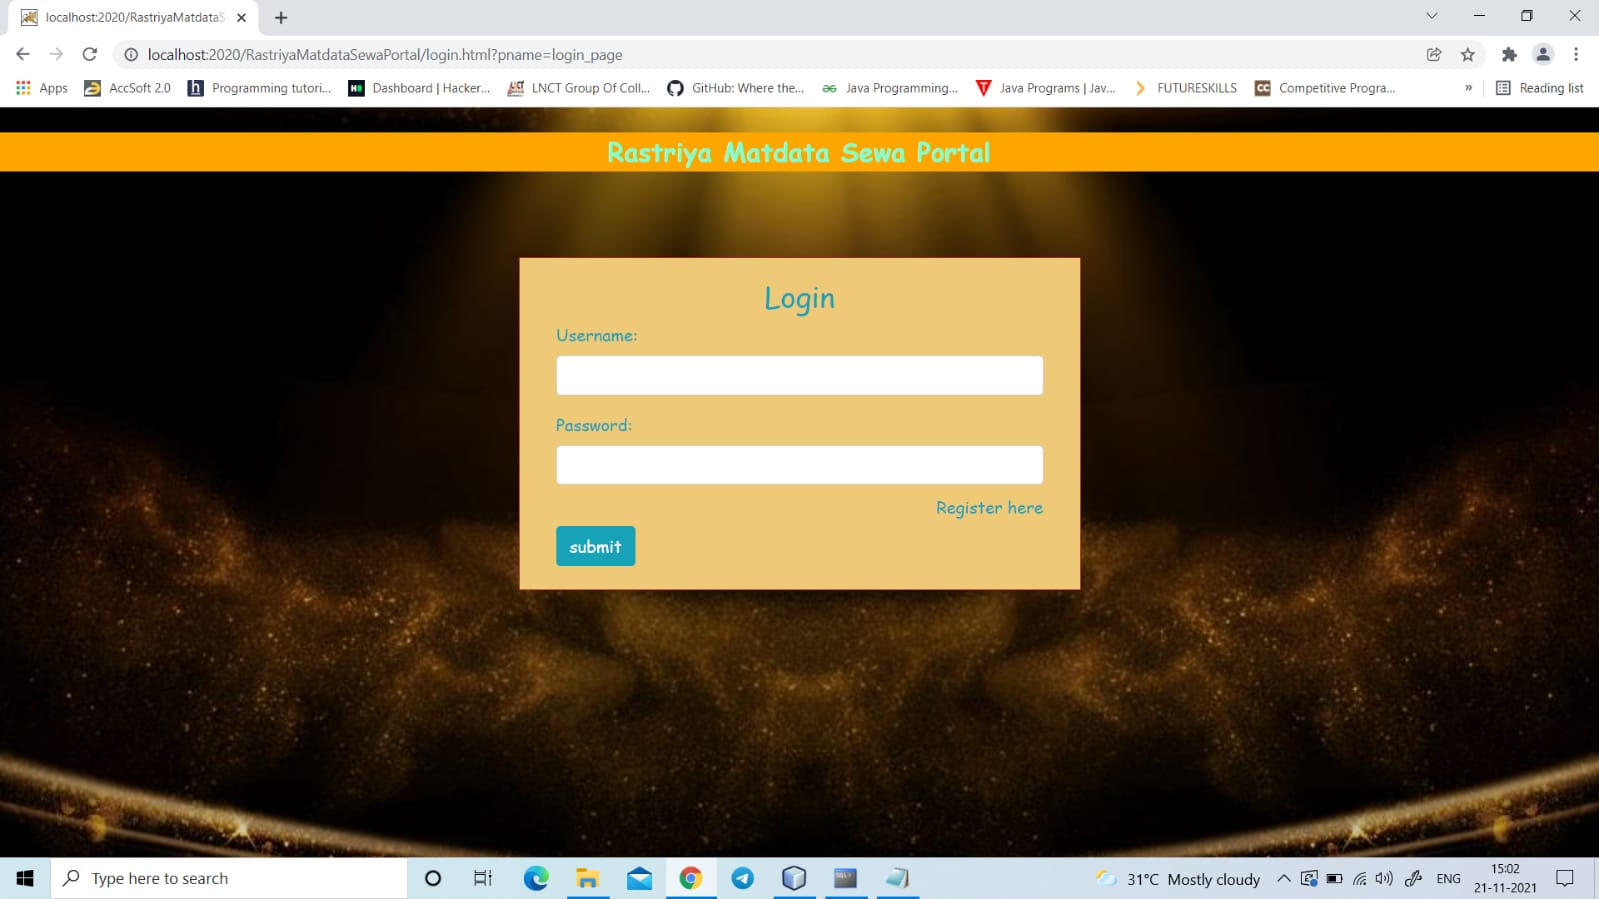 localhost:2020/RastriyaMatdataS
localhost:2020/RastriyaMatdataSewaPortal/login.html?pname=login_page
Apps AccSoft 2.0 Programming tutori... Dashboard | Hacker... LNCT Group Of Coll... GitHub: Where the... Java Programming... Java Programs | Jav... FUTURESKILLS Competitive Progra... » Reading list
Rastriya Matdata Sewa Portal
Login
Username:
Password:
Register here
submit
Type here to search
31°C Mostly cloudy
ENG
15:02
21-11-2021